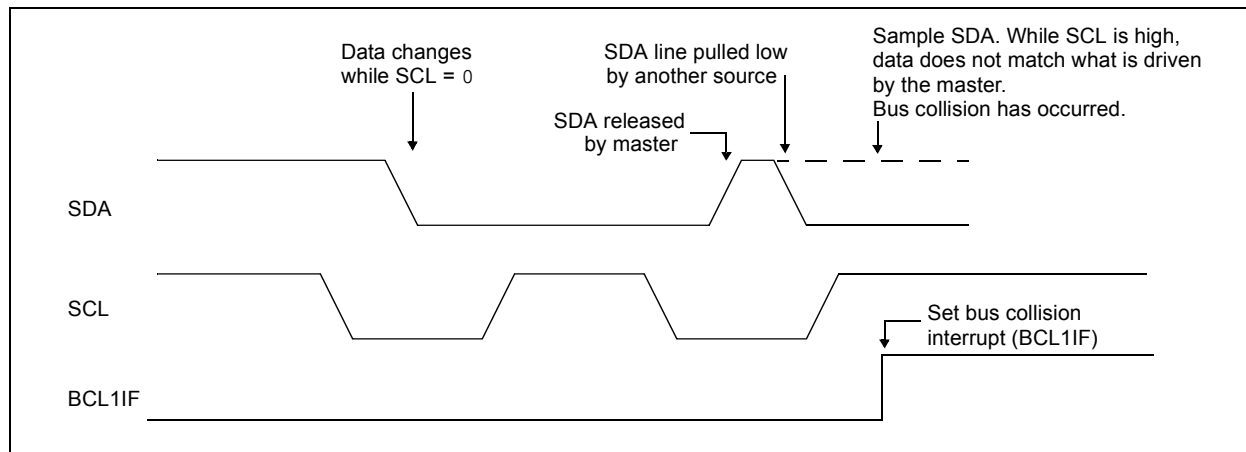 Data changes
while SCL = 0
SDA line pulled low
by another source
SDA released
by master
Sample SDA. While SCL is high,
data does not match what is driven
by the master.
Bus collision has occurred.
SDA
SCL
Set bus collision
interrupt (BCL1IF)
BCL1IF